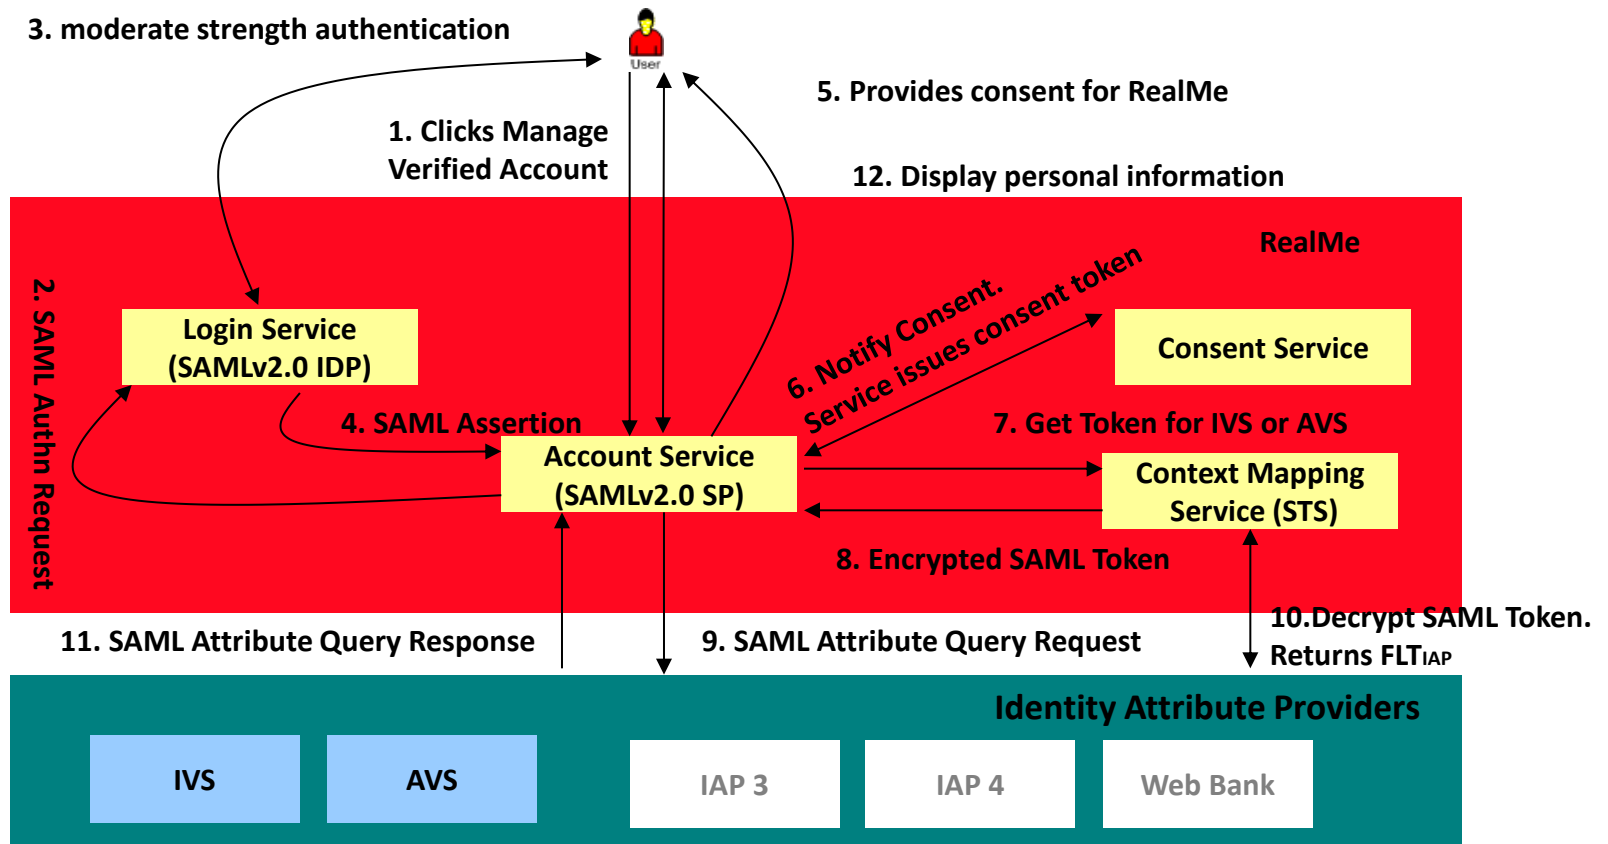 3. moderate strength authentication
User
5. Provides consent for RealMe
1. Clicks Manage
Verified Account
12. Display personal information
RealMe
2. SAML Authn Request
Login Service
(SAMLv2.0 IDP)
6. Notify Consent.
Service issues consent token
Consent Service
4. SAML Assertion
7. Get Token for IVS or AVS
Account Service
(SAMLv2.0 SP)
Context Mapping
Service (STS)
8. Encrypted SAML Token
11. SAML Attribute Query Response
9. SAML Attribute Query Request
10.Decrypt SAML Token.
Returns FLTIAP
Identity Attribute Providers
IVS
AVS
IAP 3
IAP 4
Web Bank